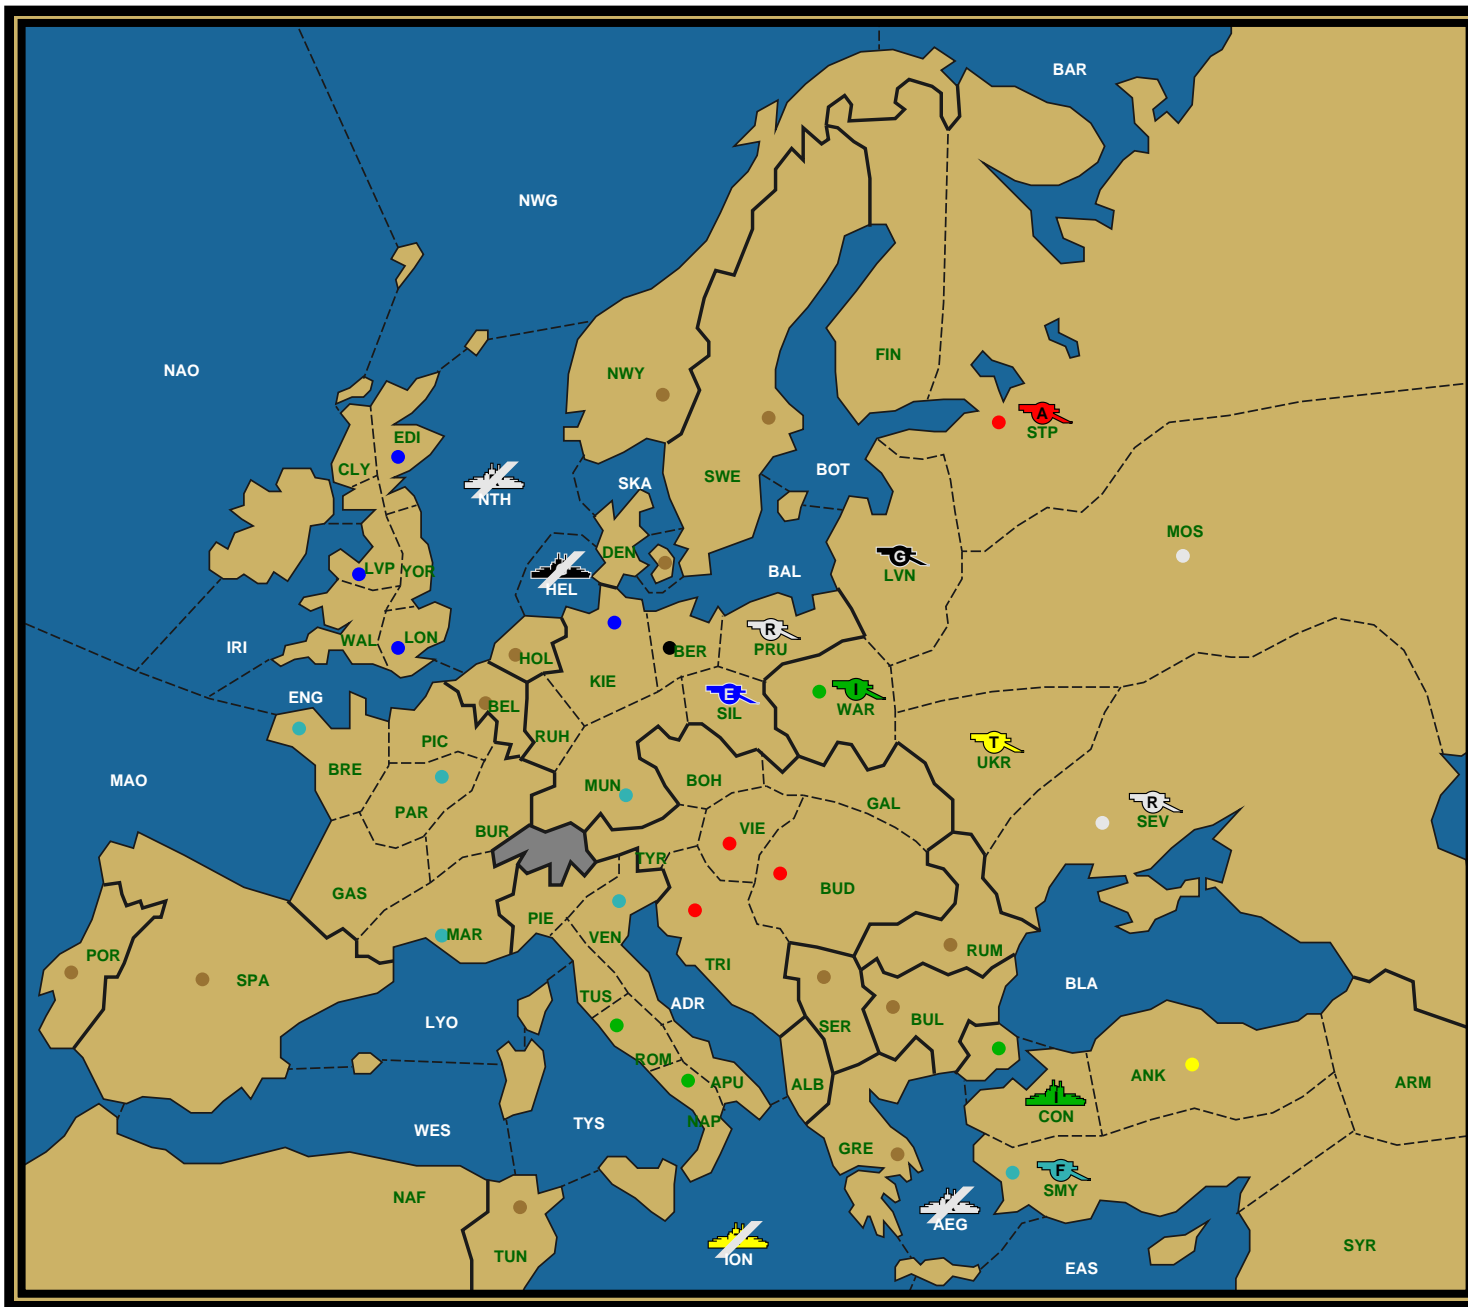 BAR
NWG
NAO
FIN
NWY
A
STP
EDI
CLY
SKA
BOT
SWE
NTH
MOS
DEN
G
LVN
LVP
YOR
HEL
BAL
IRI
WAL
LON
R
PRU
HOL
BER
KIE
ENG
E
SIL
I
WAR
BEL
RUH
PIC
T
UKR
BRE
MAO
MUN
BOH
GAL
R
SEV
PAR
BUR
VIE
TYR
BUD
GAS
PIE
VEN
MAR
POR
SPA
TRI
RUM
BLA
TUS
ADR
LYO
SER
BUL
ROM
APU
ALB
ANK
ARM
I
CON
NAP
TYS
WES
GRE
F
SMY
NAF
AEG
TUN
ION
EAS
SYR